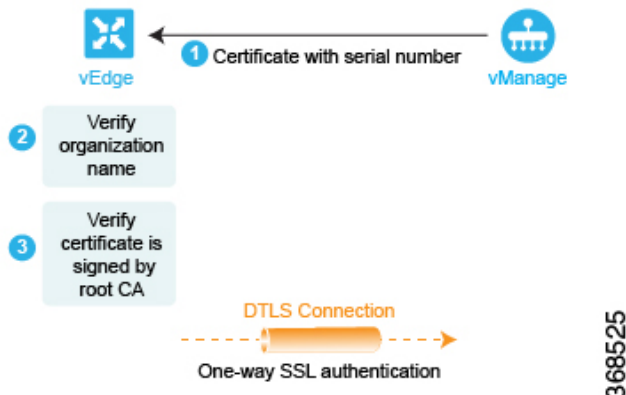 1 Certificate with serial number
vEdge
vManage
2
Verify
organization
name
3
Verify
certificate is
signed by
root CA
DTLS Connection
One-way SSL authentication
368525